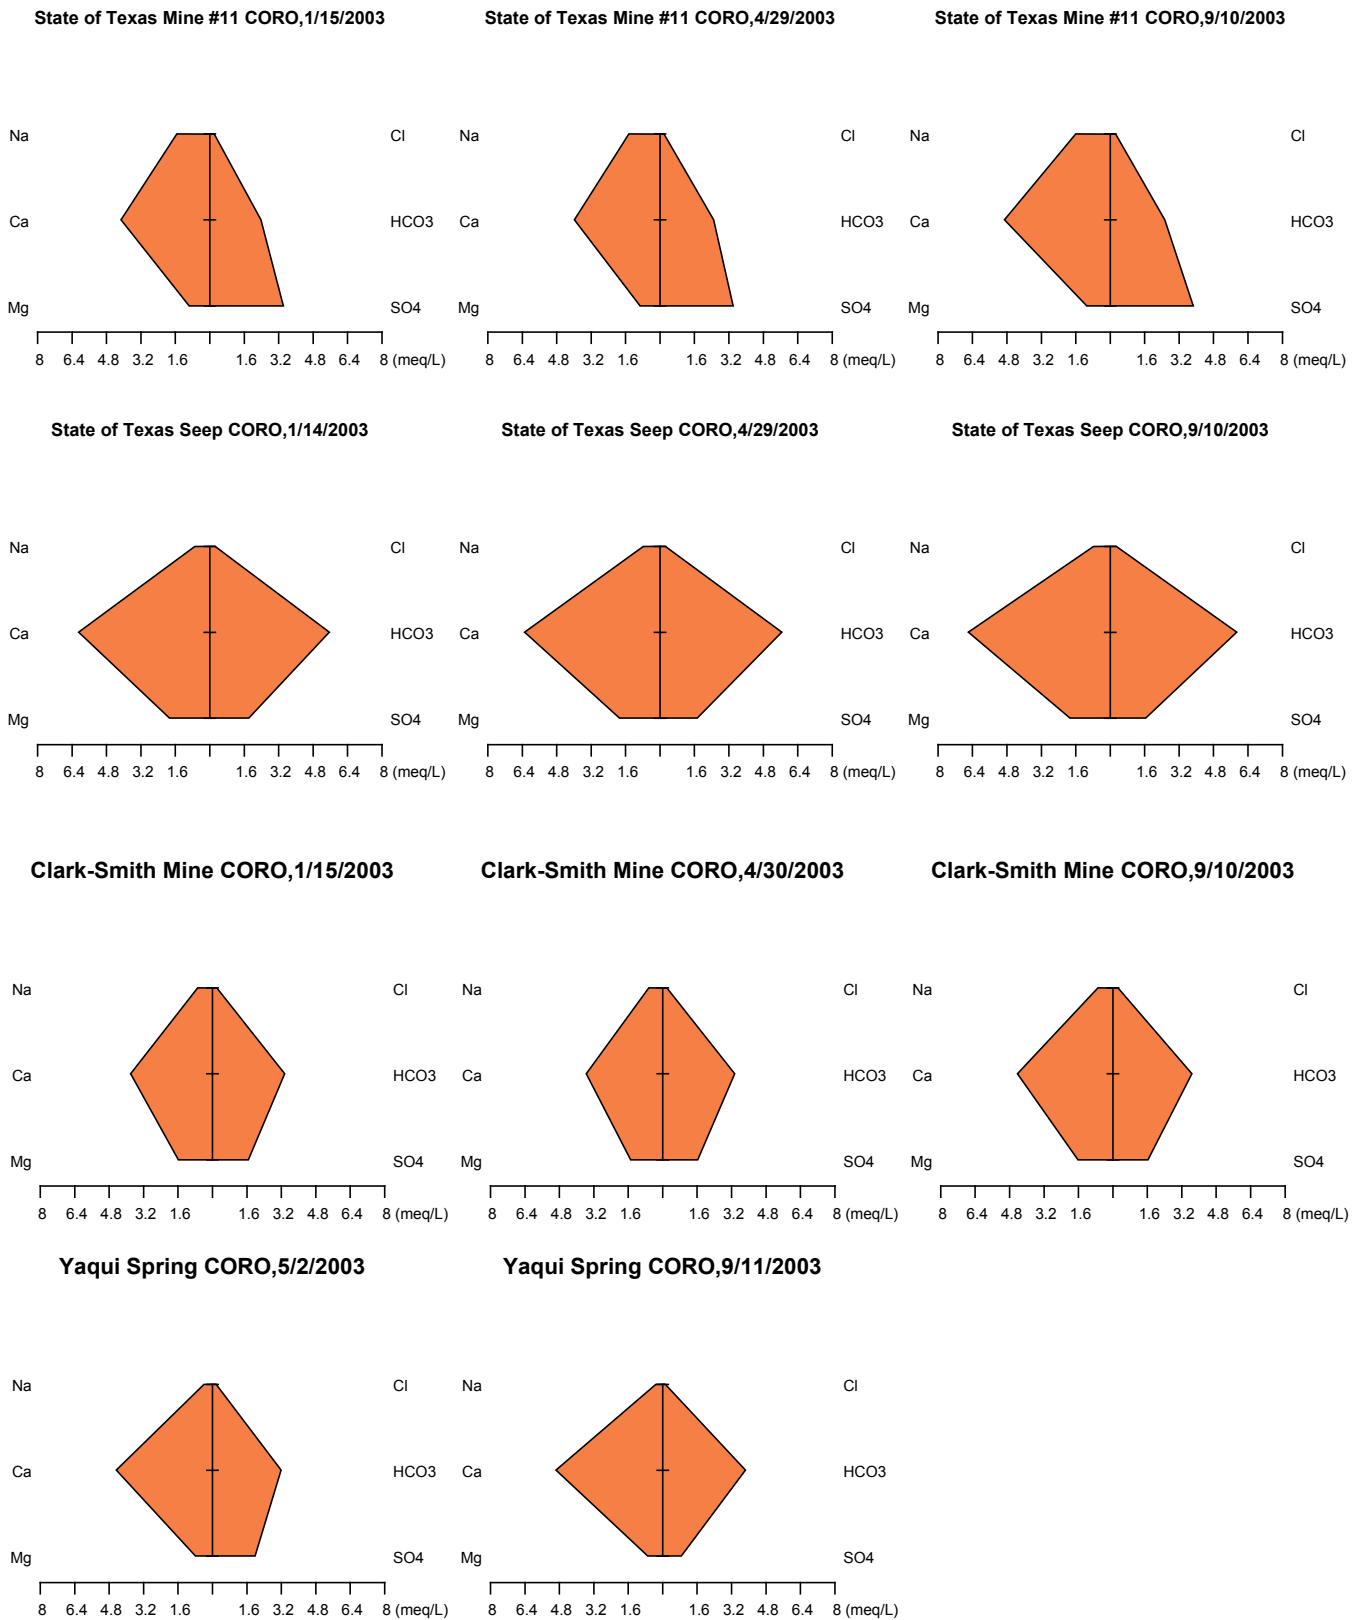 State of Texas Mine #11 CORO,1/15/2003 State of Texas Mine #11 CORO,4/29/2003 State of Texas Mine #11 CORO,9/10/2003
Na Cl Na Cl Na Cl
Ca HCO3 Ca HCO3 Ca HCO3
Mg SO4 Mg SO4 Mg SO4
8 6.4 4.8 3.2 1.6 1.6 3.2 4.8 6.4 8 (meq/L) 8 6.4 4.8 3.2 1.6 1.6 3.2 4.8 6.4 8 (meq/L) 8 6.4 4.8 3.2 1.6 1.6 3.2 4.8 6.4 8 (meq/L)
State of Texas Seep CORO,1/14/2003 State of Texas Seep CORO,4/29/2003 State of Texas Seep CORO,9/10/2003
Na Cl Na Cl Na Cl
Ca HCO3 Ca HCO3 Ca HCO3
Mg SO4 Mg SO4 Mg SO4
8 6.4 4.8 3.2 1.6 1.6 3.2 4.8 6.4 8 (meq/L) 8 6.4 4.8 3.2 1.6 1.6 3.2 4.8 6.4 8 (meq/L) 8 6.4 4.8 3.2 1.6 1.6 3.2 4.8 6.4 8 (meq/L)
Clark-Smith Mine CORO,1/15/2003 Clark-Smith Mine CORO,4/30/2003 Clark-Smith Mine CORO,9/10/2003
Na Cl Na Cl Na Cl
Ca HCO3 Ca HCO3 Ca HCO3
Mg SO4 Mg SO4 Mg SO4
8 6.4 4.8 3.2 1.6 1.6 3.2 4.8 6.4 8 (meq/L) 8 6.4 4.8 3.2 1.6 1.6 3.2 4.8 6.4 8 (meq/L) 8 6.4 4.8 3.2 1.6 1.6 3.2 4.8 6.4 8 (meq/L)
Yaqui Spring CORO,5/2/2003 Yaqui Spring CORO,9/11/2003
Na Cl Na Cl
Ca HCO3 Ca HCO3
Mg SO4 Mg SO4
8 6.4 4.8 3.2 1.6 1.6 3.2 4.8 6.4 8 (meq/L) 8 6.4 4.8 3.2 1.6 1.6 3.2 4.8 6.4 8 (meq/L)